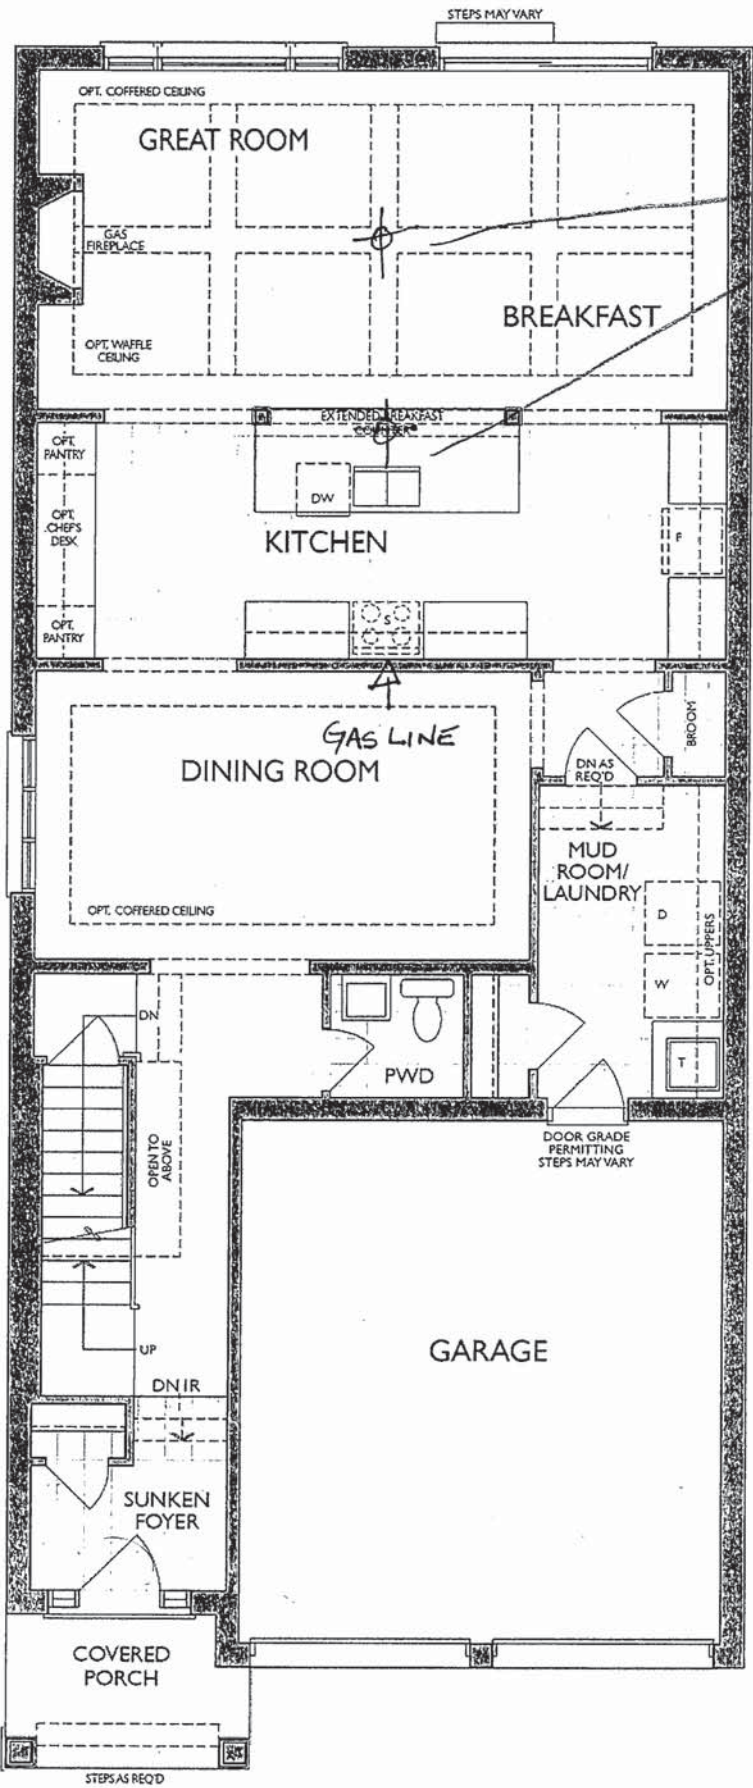 STEPS MAY VARY
OPT. COFFERED CEILING
GREAT ROOM
GAS
FIREPLACE
BREAKFAST
OPT. WAFFLE
CEILING
EXTENDED BREAKFAST
COUNTER
OPT.
PANTRY
DW
OPT.
CHEF'S
DESK
KITCHEN
F
OPT.
PANTRY
S
GAS LINE
BROOM
DINING ROOM
DN AS
REQ'D
MUD
ROOM/
LAUNDRY
D
OPT. UPPERS
OPT. COFFERED CEILING
W
DN
T
PWD
OPEN TO
ABOVE
DOOR GRADE
PERMITTING
STEPS MAY VARY
UP
GARAGE
DN 1R
SUNKEN
FOYER
COVERED
PORCH
STEPS AS REQ'D